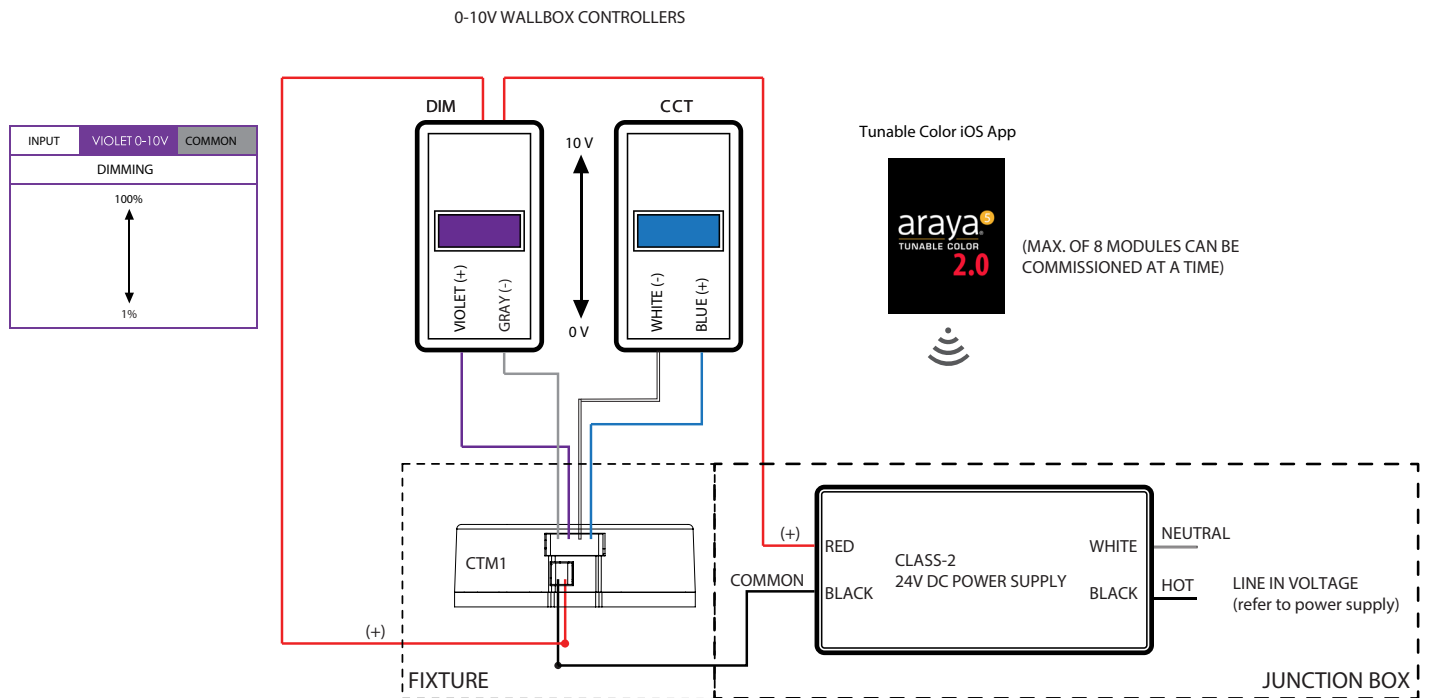 0-10V WALLBOX CONTROLLERS
INPUT
VIOLET 0-10V
COMMON
DIMMING
100%
1%
DIM
CCT
10 V
0 V
VIOLET (+)
GRAY (-)
WHITE (-)
BLUE (+)
Tunable Color iOS App
araya® 5
TUNABLE COLOR
2.0
(MAX. OF 8 MODULES CAN BE
COMMISSIONED AT A TIME)
CTM1
(+)
FIXTURE
(+)
COMMON
RED
BLACK
CLASS-2
24V DC POWER SUPPLY
WHITE
BLACK
NEUTRAL
HOT
LINE IN VOLTAGE
(refer to power supply)
JUNCTION BOX